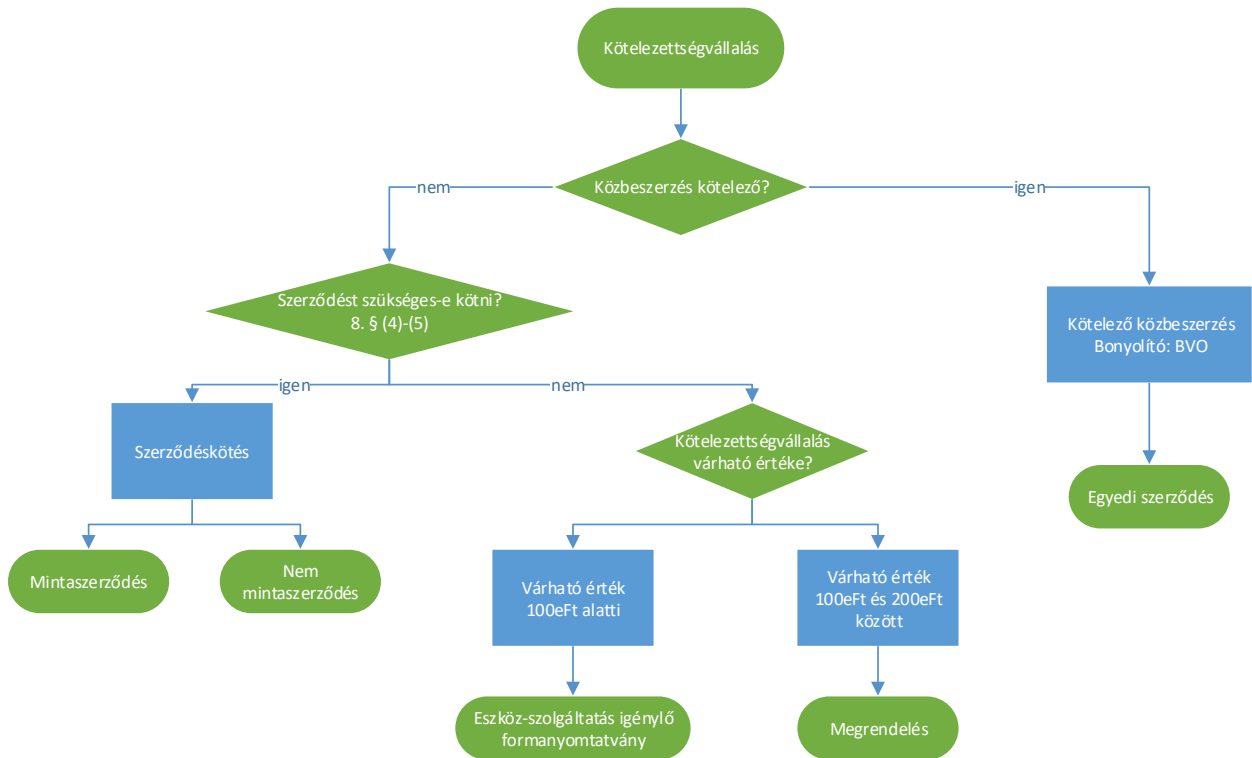 Kötelezettségvállalás
Közbeszerzés kötelező?
nem
igen
Szerződést szükséges-e kötni?
8. § (4)-(5)
Kötelező közbeszerzés
Bonyolító: BVO
igen
nem
Szerződéskötés
Kötelezettségvállalás
várható értéke?
Egyedi szerződés
Mintaszerződés
Nem
mintaszerződés
Várható érték
100eFt alatti
Várható érték
100eFt és 200eFt
között
Eszköz-szolgáltatás igénylő
formanyomtatvány
Megrendelés